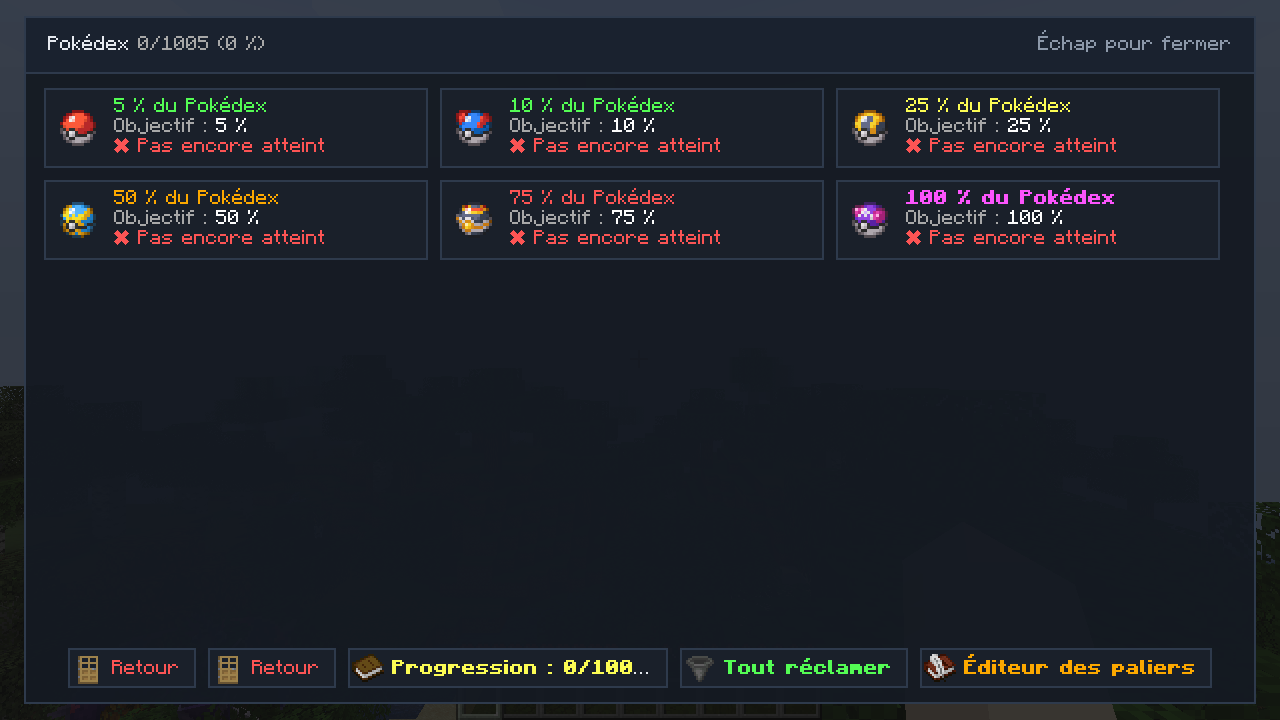 Pokédex 0/1005 (0 %)
Échap pour fermer
5 % du Pokédex
Objectif : 5 %
✖ Pas encore atteint
10 % du Pokédex
Objectif : 10 %
✖ Pas encore atteint
25 % du Pokédex
Objectif : 25 %
✖ Pas encore atteint
50 % du Pokédex
Objectif : 50 %
✖ Pas encore atteint
75 % du Pokédex
Objectif : 75 %
✖ Pas encore atteint
100 % du Pokédex
Objectif : 100 %
✖ Pas encore atteint
Retour
Retour
Progression : 0/100...
Tout réclamer
Éditeur des paliers